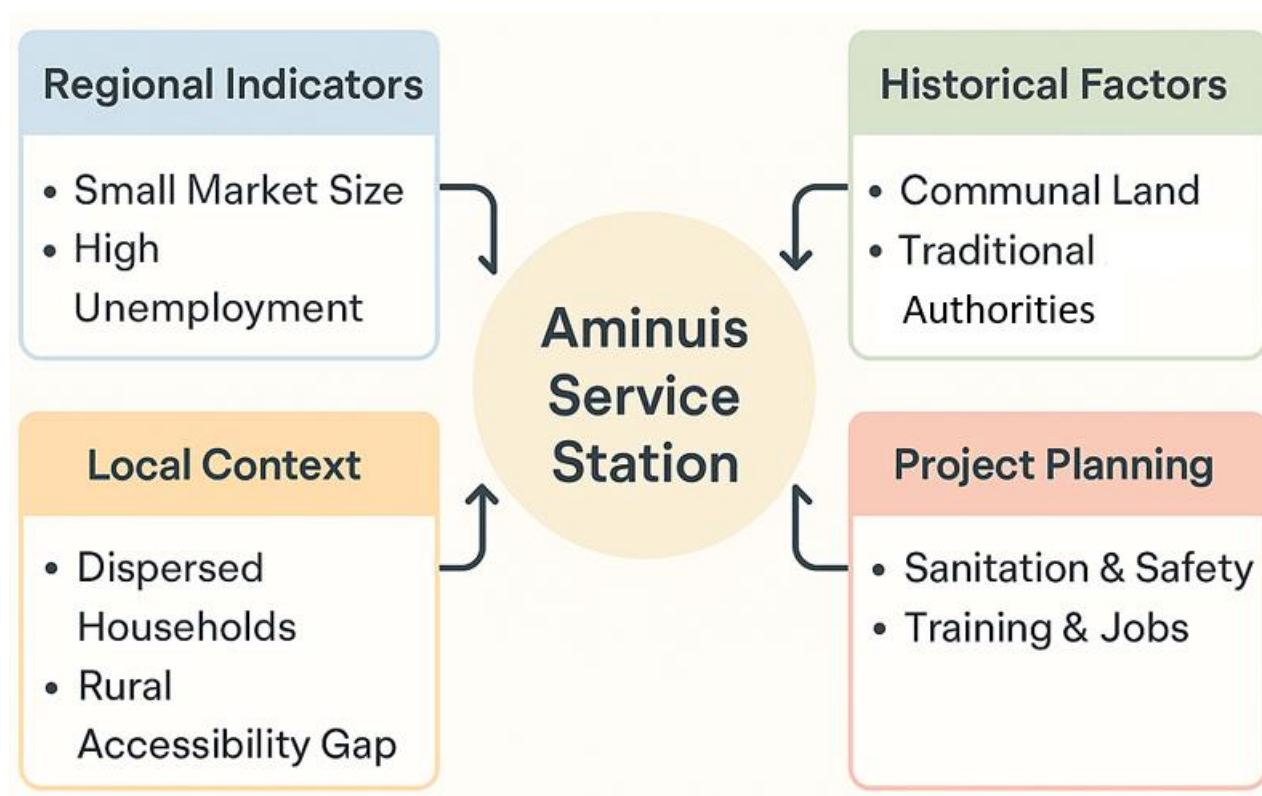 Regional Indicators
• Small Market Size
• High
Unemployment
Historical Factors
• Communal Land
• Traditional
Authorities
Aminuis
Service
Station
Local Context
• Dispersed
Households
• Rural
Accessibility Gap
Project Planning
• Sanitation & Safety
• Training & Jobs